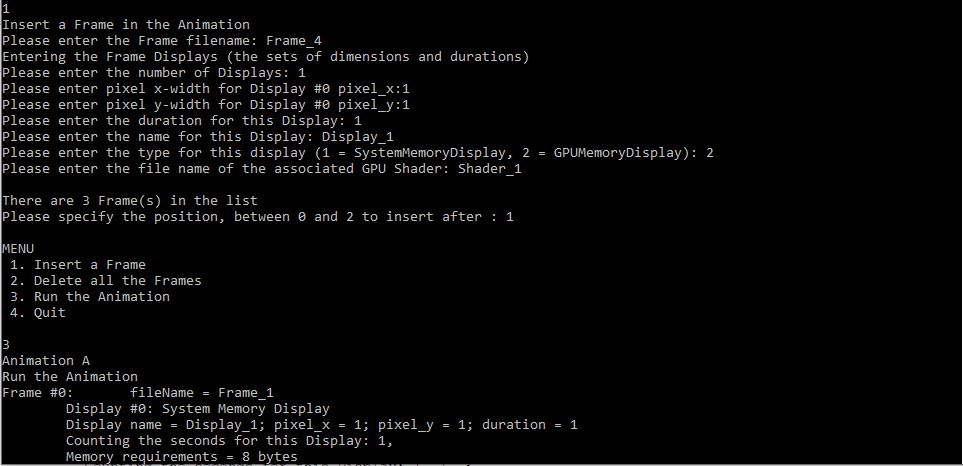 1
Insert a Frame in the Animation
Please enter the Frame filename: Frame_4
Entering the Frame Displays (the sets of dimensions and durations)
Please enter the number of Displays: 1
Please enter pixel x-width for Display #0 pixel_x:1
Please enter pixel y-width for Display #0 pixel_y:1
Please enter the duration for this Display: 1
Please enter the name for this Display: Display_1
Please enter the type for this display (1 = SystemMemoryDisplay, 2 = GPUMemoryDisplay): 2
Please enter the file name of the associated GPU Shader: Shader_1
There are 3 Frame(s) in the list
Please specify the position, between 0 and 2 to insert after : 1
MENU
1. Insert a Frame
2. Delete all the Frames
3. Run the Animation
4. Quit
3
Animation A
Run the Animation
Frame #0: fileName = Frame_1
Display #0: System Memory Display
Display name = Display_1; pixel_x = 1; pixel_y = 1; duration = 1
Counting the seconds for this Display: 1,
Memory requirements = 8 bytes